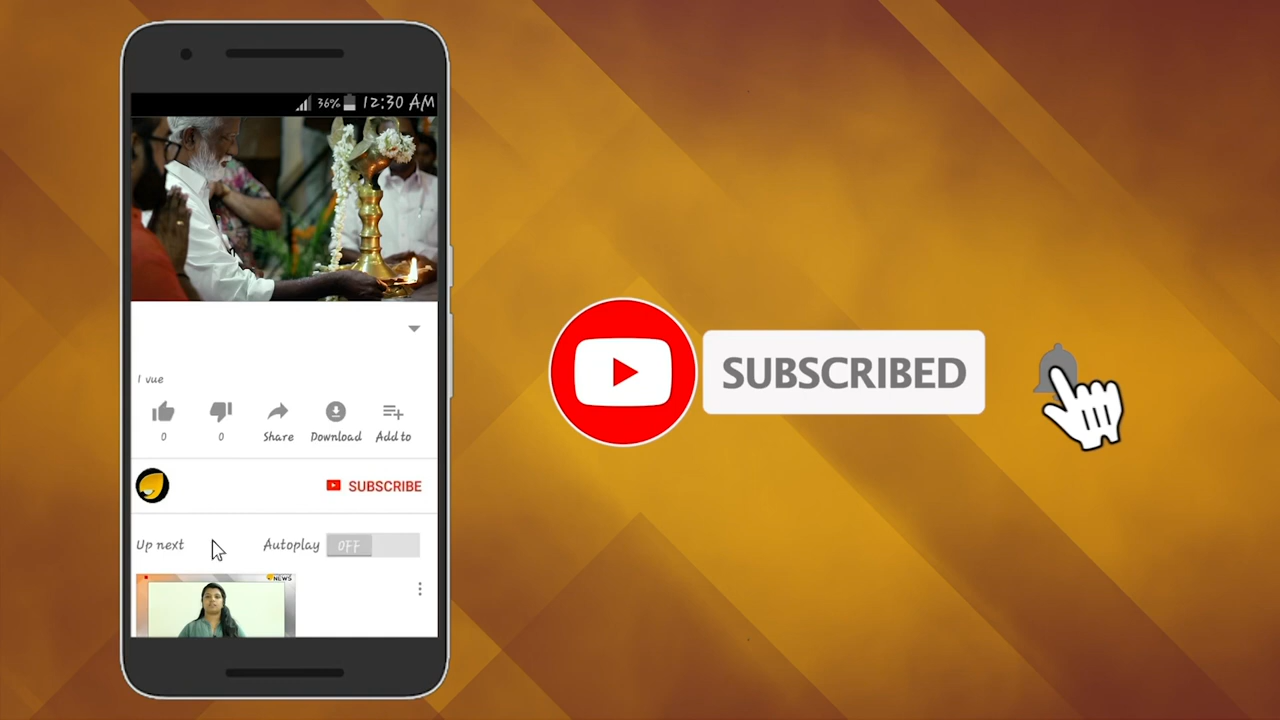 36% 12:30 AM
1 vue
0 0 Share Download Add to
SUBSCRIBE
Up next Autoplay OFF
NEWS
SUBSCRIBED